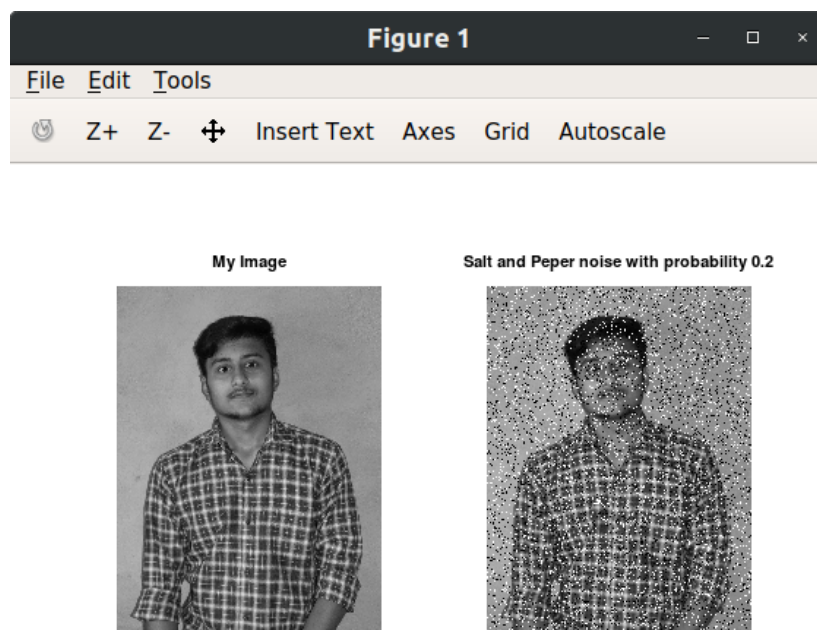 Figure 1
File Edit Tools
Z+ Z- Insert Text Axes Grid Autoscale
My Image
Salt and Peper noise with probability 0.2